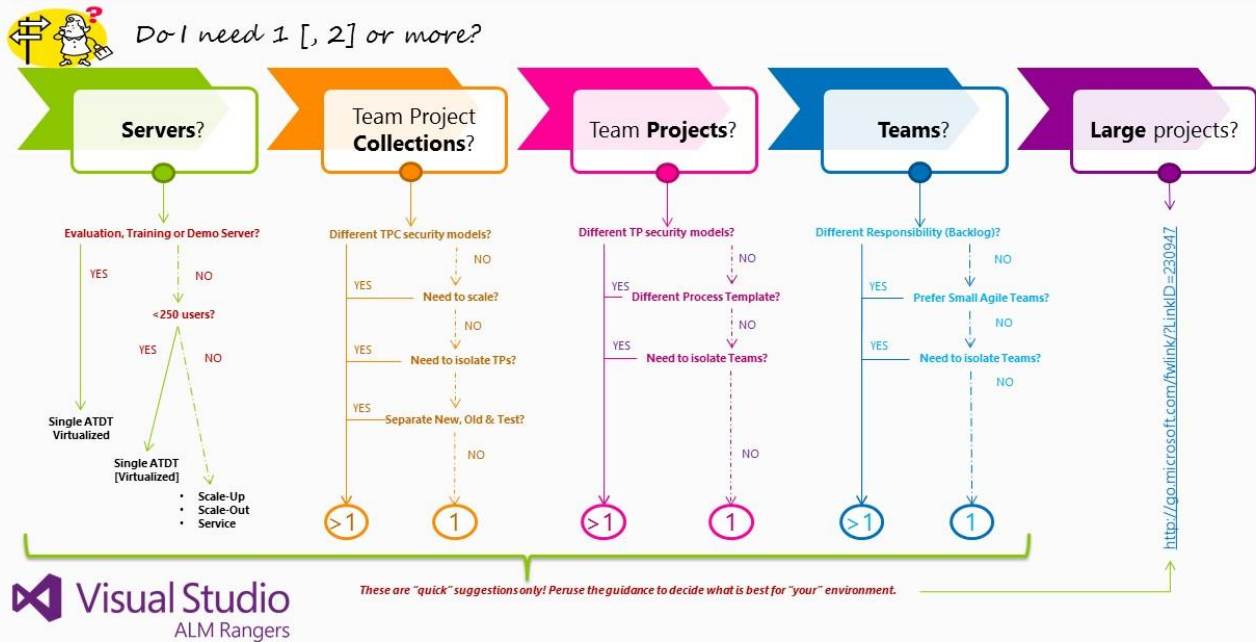 ?
Do I need 1 [, 2] or more?
Servers?
Team Project
Collections?
Team Projects?
Teams?
Large projects?
Evaluation, Training or Demo Server?
YES
NO
<250 users?
YES
NO
Single ATDT
Virtualized
Single ATDT
[Virtualized]
• Scale-Up
• Scale-Out
• Service
Different TPC security models?
NO
YES
Need to scale?
NO
YES
Need to isolate TPs?
YES
Separate New, Old & Test?
NO
>1
1
Different TP security models?
NO
YES
Different Process Template?
NO
YES
Need to isolate Teams?
NO
>1
1
Different Responsibility (Backlog)?
NO
YES
Prefer Small Agile Teams?
NO
YES
Need to isolate Teams?
NO
>1
1
http://go.microsoft.com/fwlink/?LinkID=230947
These are "quick" suggestions only! Peruse the guidance to decide what is best for "your" environment.
Visual Studio
ALM Rangers